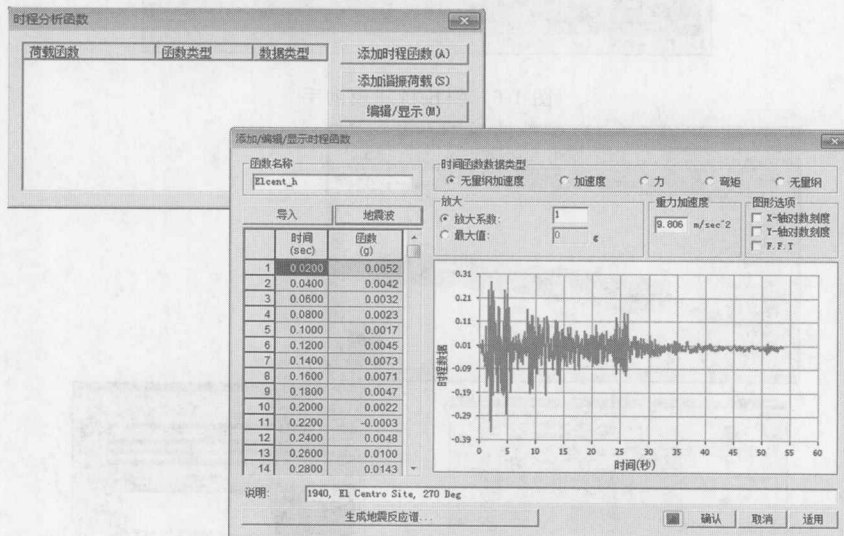 时程分析函数
荷载函数 函数类型 数据类型
添加时程函数(A)
添加谐振荷载(S)
编辑/显示(M)
添加/编辑/显示时程函数
函数名称
Elcent_h
导入 地震波
时间函数数据类型
无量纲加速度 加速度 力 弯矩 无量纲
放大
放大系数: 1
最大值: 0 g
重力加速度
9.806 m/sec^2
图形选项
X-轴对数刻度
Y-轴对数刻度
F.F.T
时间 (sec) 函数 (g)
1 0.0200 0.0052
2 0.0400 0.0042
3 0.0600 0.0032
4 0.0800 0.0023
5 0.1000 0.0017
6 0.1200 0.0045
7 0.1400 0.0073
8 0.1600 0.0071
9 0.1800 0.0047
10 0.2000 0.0022
11 0.2200 -0.0003
12 0.2400 0.0048
13 0.2600 0.0100
14 0.2800 0.0143
时程数据
0.31
0.21
0.11
0.01
-0.09
-0.19
-0.29
-0.39
0 5 10 15 20 25 30 35 40 45 50 55 60
时间(秒)
说明: 1940, El Centro Site, 270 Deg
生成地震反应谱... 确认 取消 适用